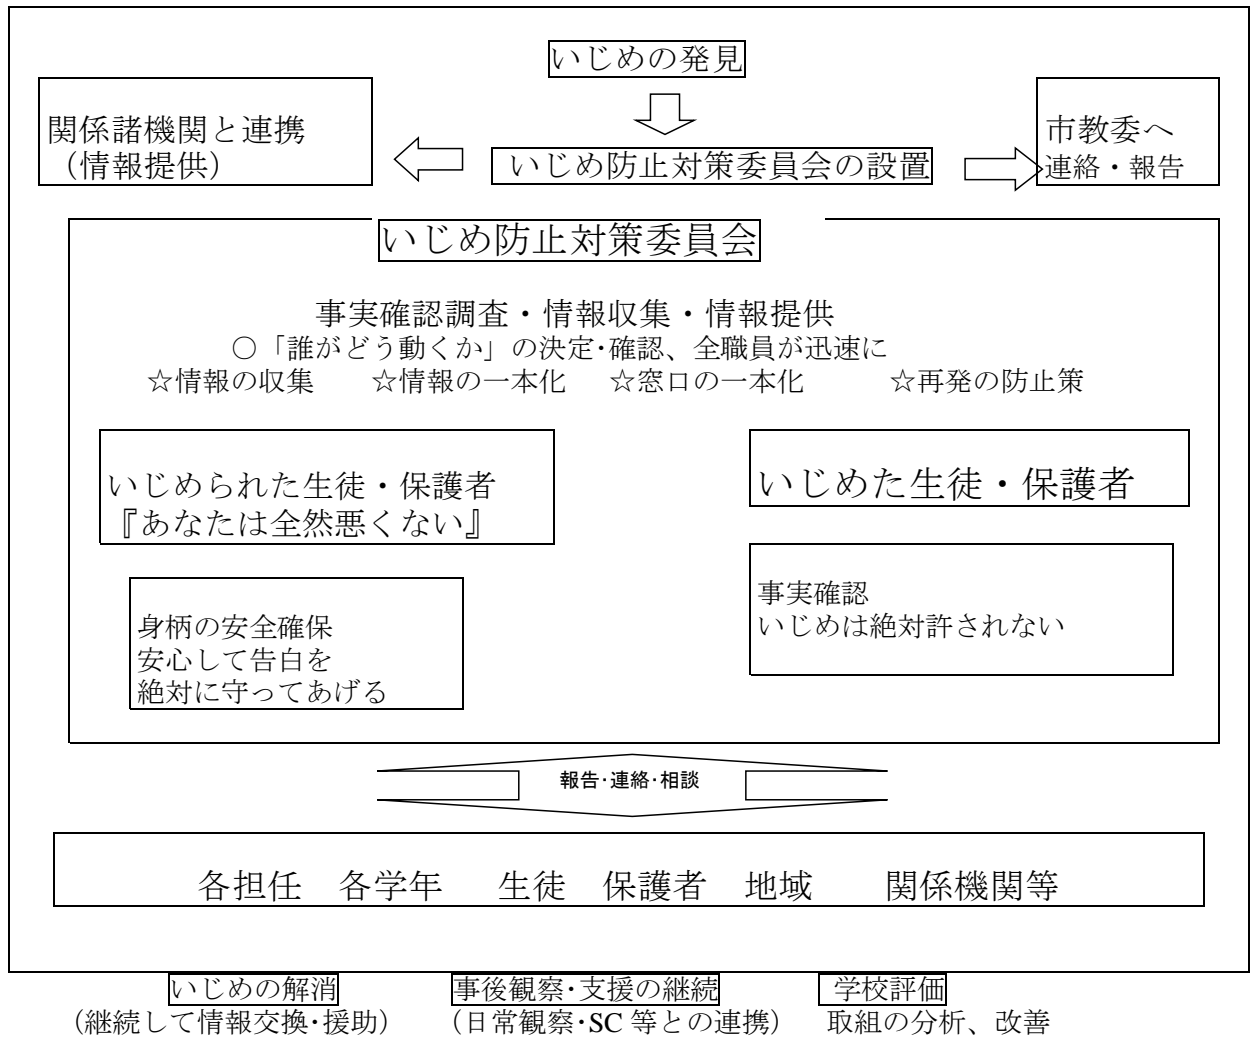 いじめの発見
関係諸機関と連携
（情報提供）
いじめ防止対策委員会の設置
市教委へ
連絡・報告
いじめ防止対策委員会
事実確認調査・情報収集・情報提供
〇「誰がどう動くか」の決定･確認、全職員が迅速に
☆情報の収集　☆情報の一本化　☆窓口の一本化　☆再発の防止策
いじめられた生徒・保護者
『あなたは全然悪くない』
いじめた生徒・保護者
身柄の安全確保
安心して告白を
絶対に守ってあげる
事実確認
いじめは絶対許されない
報告･連絡･相談
各担任　各学年　生徒　保護者　地域　関係機関等
いじめの解消　事後観察･支援の継続　学校評価
（継続して情報交換･援助）　（日常観察･SC 等との連携）　取組の分析、改善